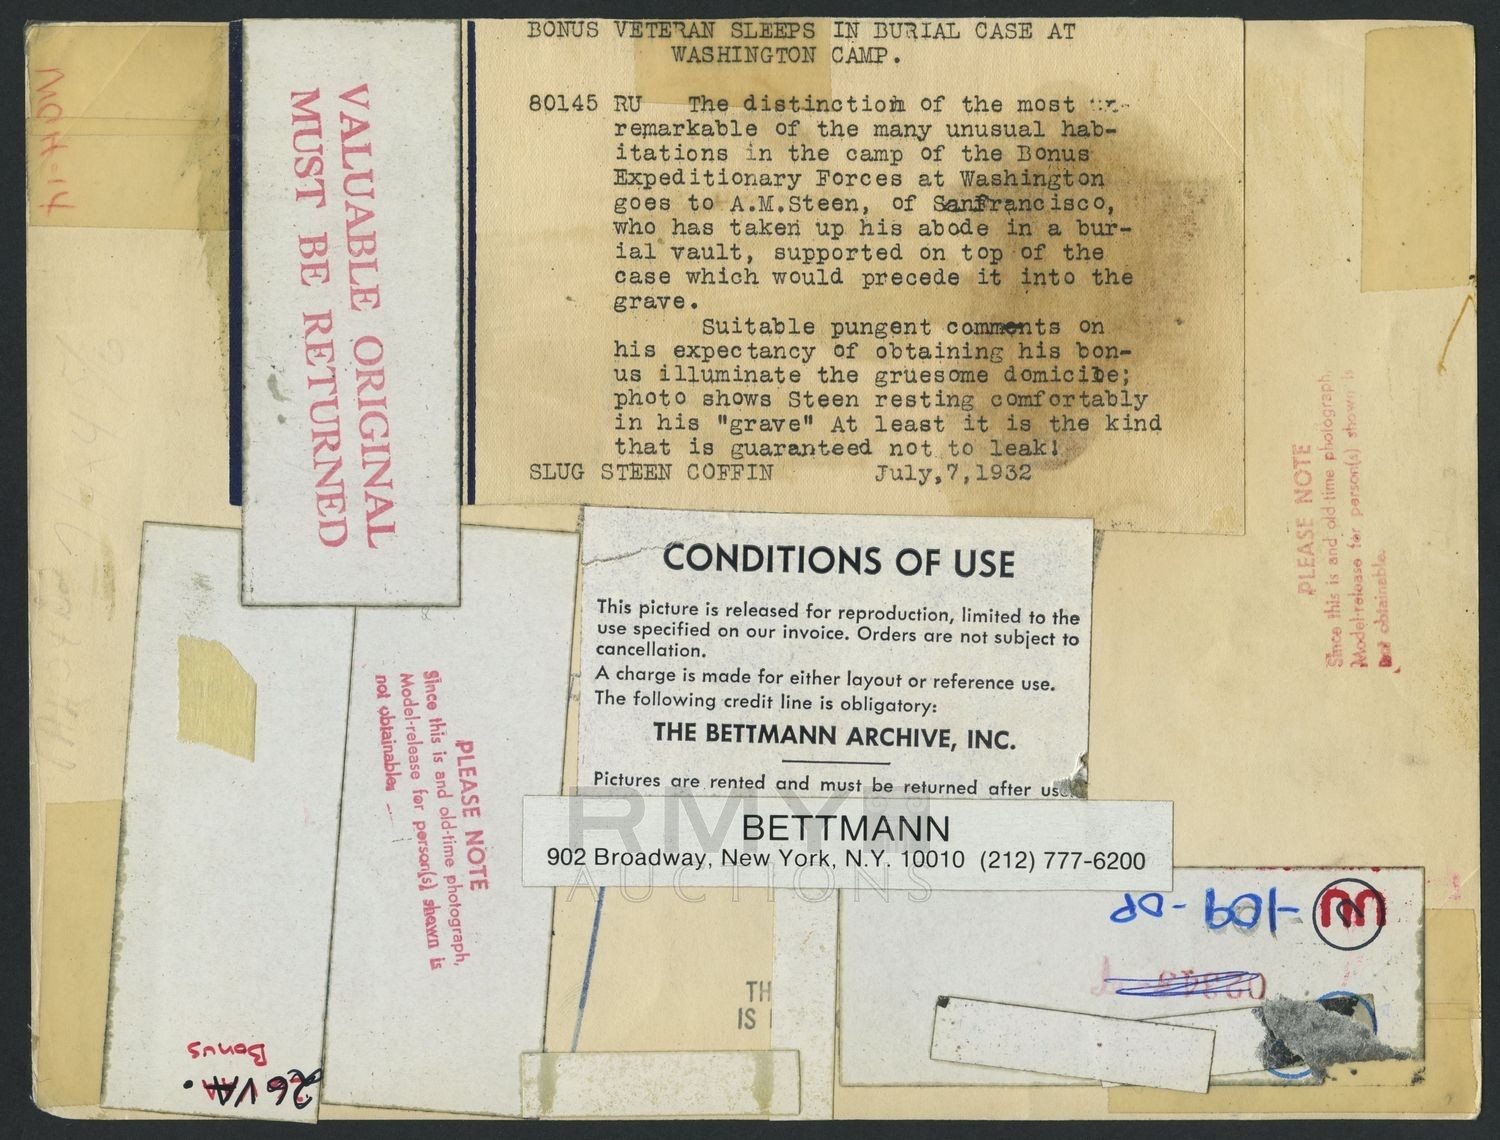 BONUS VETERAN SLEEPS IN BURIAL CASE AT
WASHINGTON CAMP.
80145 RU The distinction of the most un-
remarkable of the many unusual hab-
itations in the camp of the Bonus
Expeditionary Forces at Washington
goes to A.M.Steen, of SanFrancisco,
who has taken up his abode in a bur-
ial vault, supported on top of the
case which would precede it into the
grave.
Suitable pungent comments on
his expectancy of obtaining his bon-
us illuminate the gruesome domicile;
photo shows Steen resting comfortably
in his "grave" At least it is the kind
that is guaranteed not to leak!
SLUG STEEN COFFIN July,7,1932
VALUABLE ORIGINAL
MUST BE RETURNED
CONDITIONS OF USE
This picture is released for reproduction, limited to the
use specified on our invoice. Orders are not subject to
cancellation.
A charge is made for either layout or reference use.
The following credit line is obligatory:
THE BETTMANN ARCHIVE, INC.
Pictures are rented and must be returned after use
BETTMANN
902 Broadway, New York, N.Y. 10010 (212) 777-6200
RMY
AUCTIONS
PLEASE NOTE
Since this is and old-time photograph,
Model-release for person(s) shown is
not obtainable.
PLEASE NOTE
Since this is and old-time photograph,
Model-release for person(s) shown is
not obtainable.
TH
IS
Bonus
26 VA.